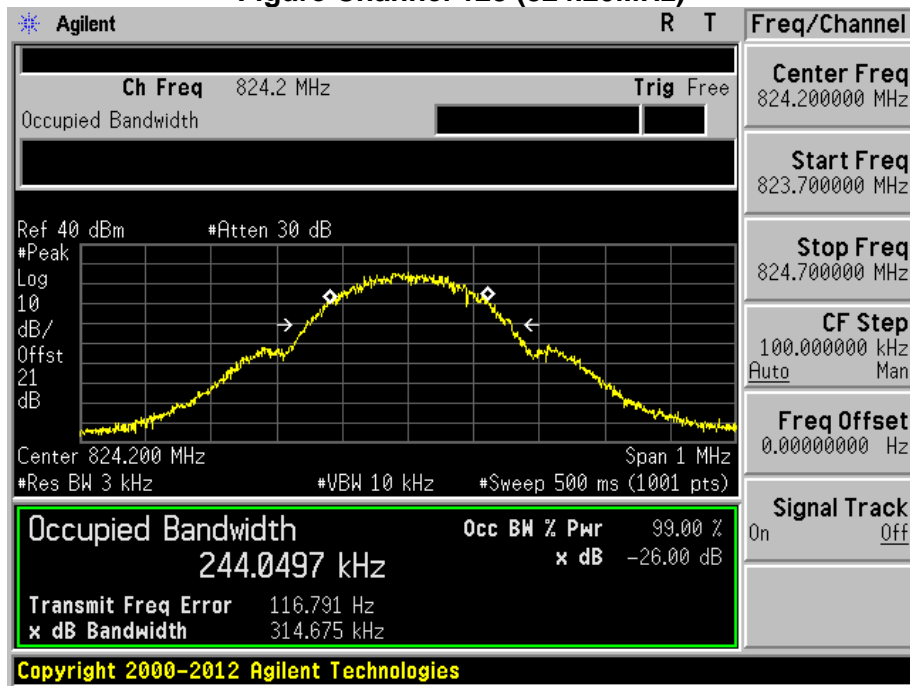 Agilent R T Freq/Channel
Ch Freq 824.2 MHz Trig Free
Occupied Bandwidth
Center Freq
824.200000 MHz
Start Freq
823.700000 MHz
Stop Freq
824.700000 MHz
CF Step
100.000000 kHz
Auto Man
Freq Offset
0.00000000 Hz
Signal Track
On Off
Ref 40 dBm #Atten 30 dB
#Peak
Log
10
dB/
Offst
21
dB
Center 824.200 MHz Span 1 MHz
#Res BW 3 kHz #VBW 10 kHz #Sweep 500 ms (1001 pts)
Occupied Bandwidth Occ BW % Pwr 99.00 %
244.0497 kHz x dB -26.00 dB
Transmit Freq Error 116.791 Hz
x dB Bandwidth 314.675 kHz
Copyright 2000-2012 Agilent Technologies